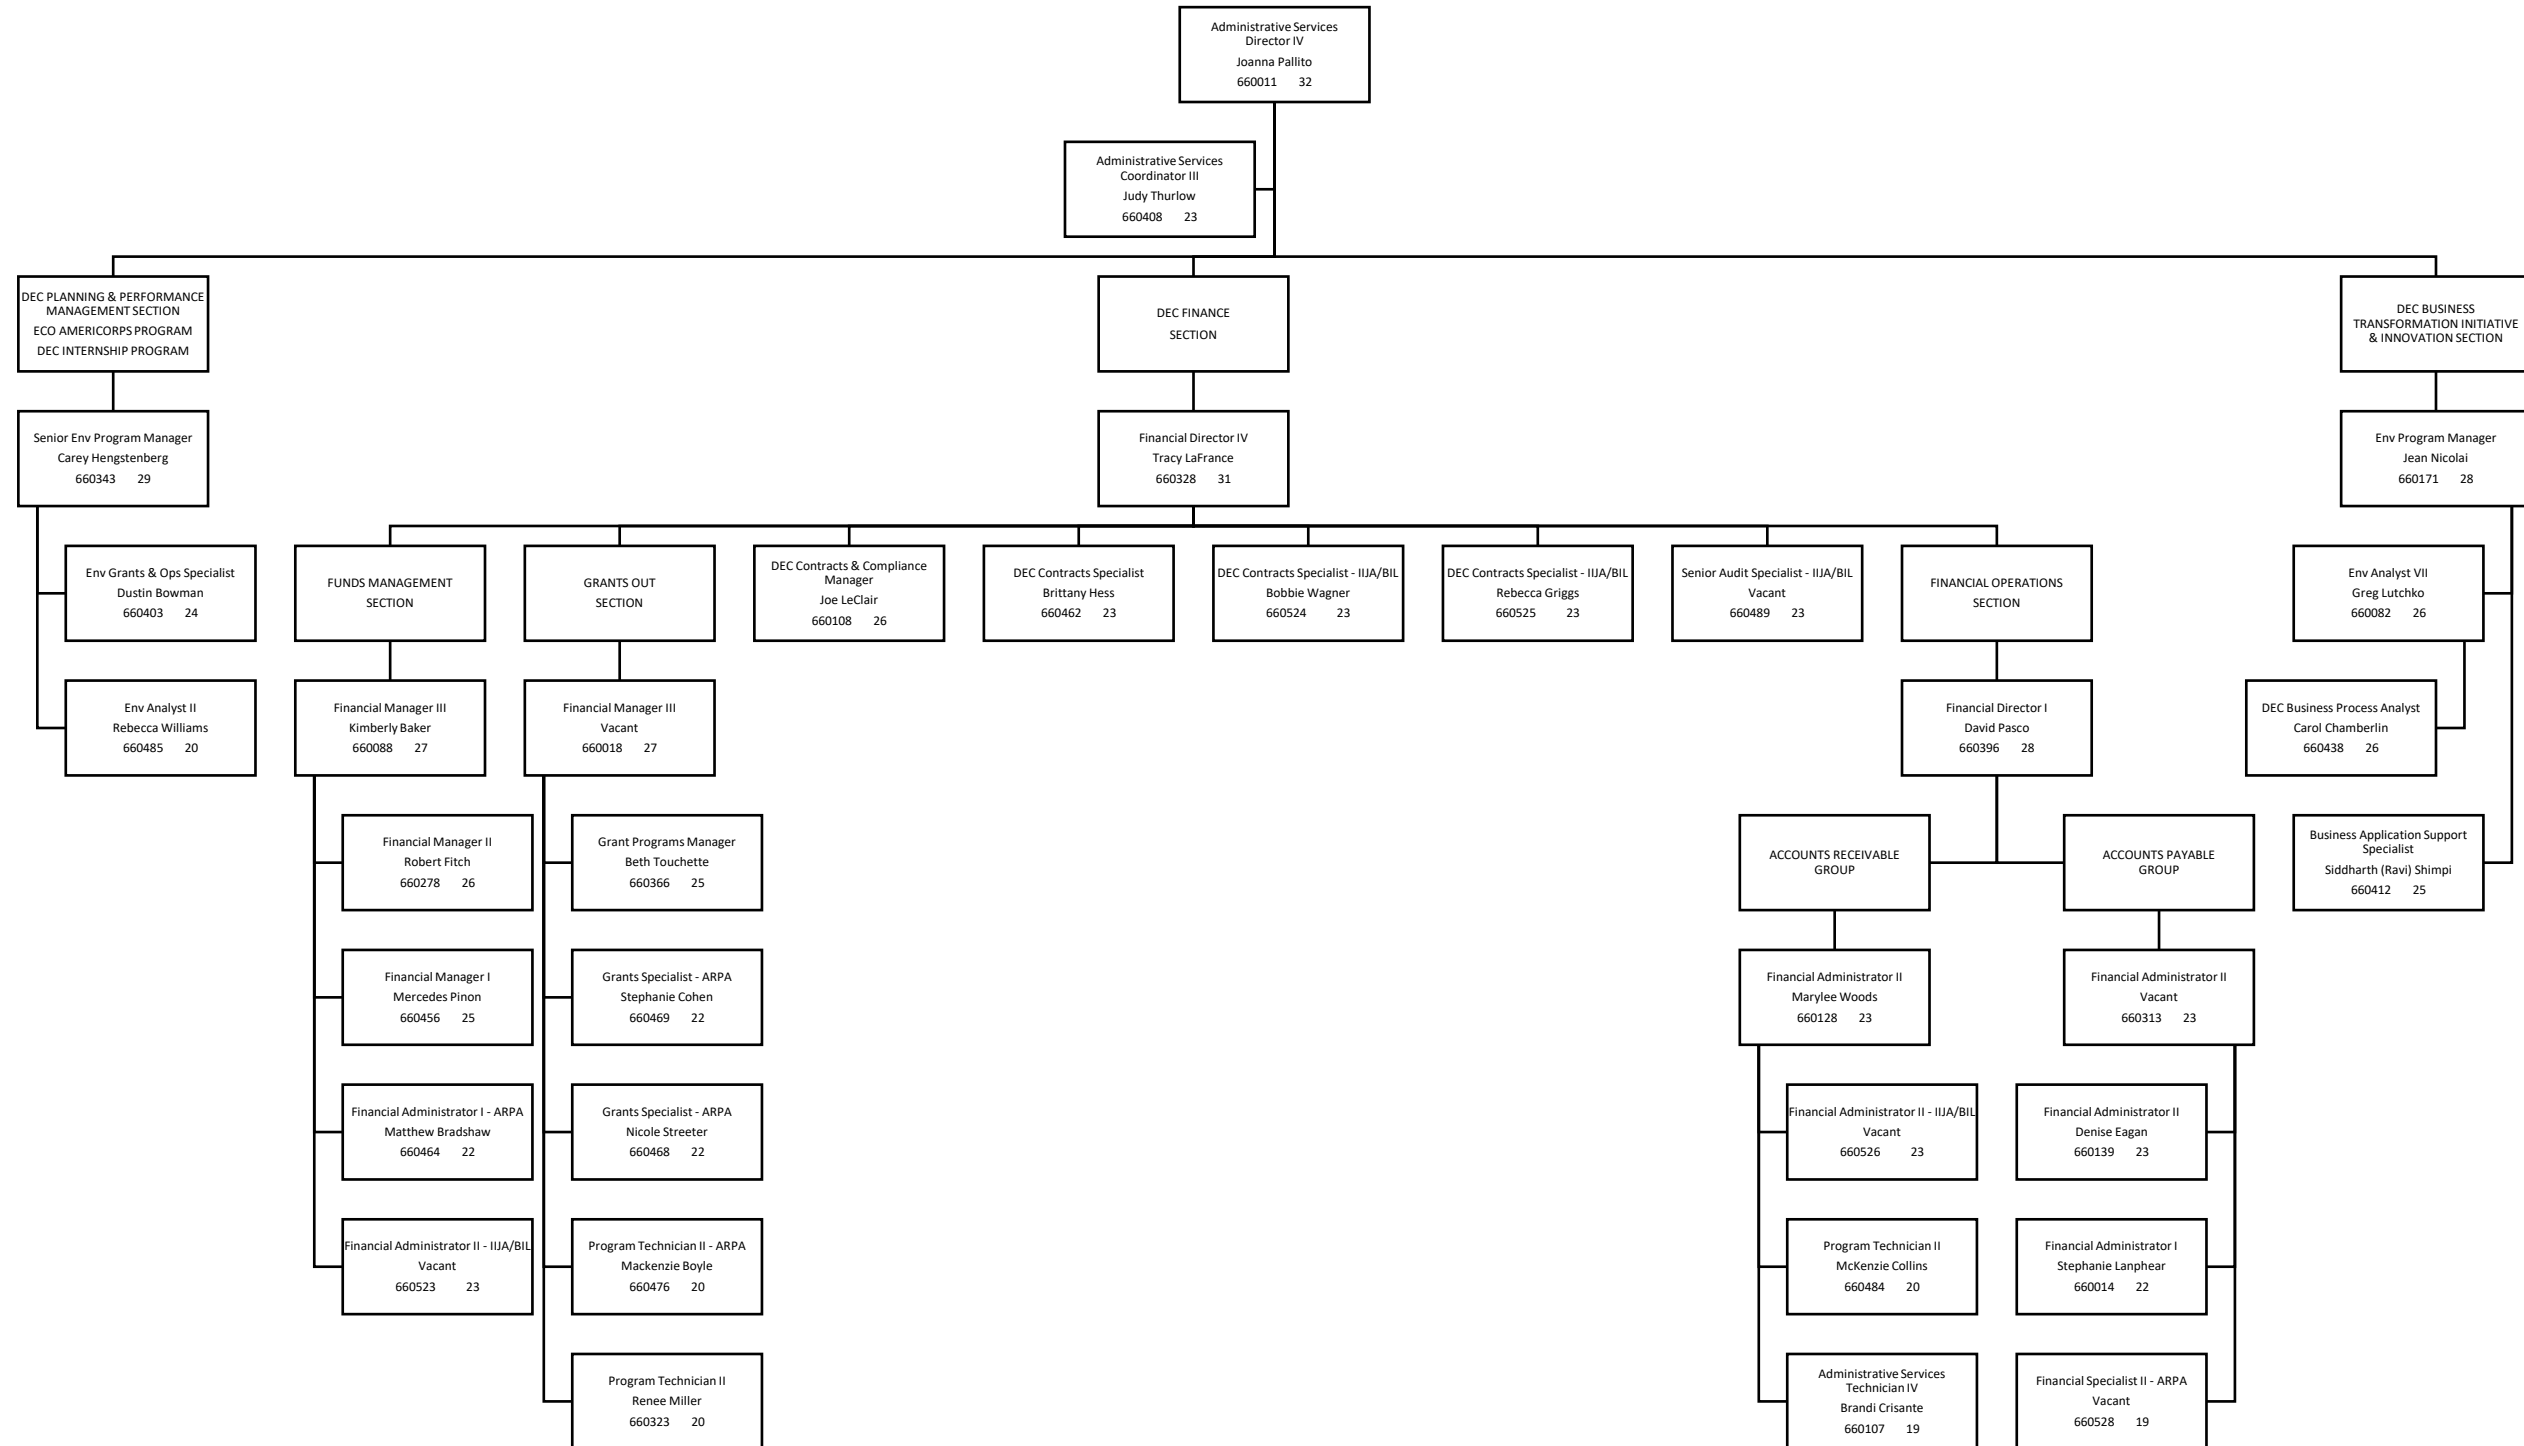 Administrative Services
Director IV
Joanna Pallito
660011 32
Administrative Services
Coordinator III
Judy Thurlow
660408 23
DEC PLANNING & PERFORMANCE
MANAGEMENT SECTION
ECO AMERICORPS PROGRAM
DEC INTERNSHIP PROGRAM
DEC FINANCE
SECTION
DEC BUSINESS
TRANSFORMATION INITIATIVE
& INNOVATION SECTION
Senior Env Program Manager
Carey Hengstenberg
660343 29
Financial Director IV
Tracy LaFrance
660328 31
Env Program Manager
Jean Nicolai
660171 28
Env Grants & Ops Specialist
Dustin Bowman
660403 24
FUNDS MANAGEMENT
SECTION
GRANTS OUT
SECTION
DEC Contracts & Compliance
Manager
Joe LeClair
660108 26
DEC Contracts Specialist
Brittany Hess
660462 23
DEC Contracts Specialist - IIJA/BIL
Bobbie Wagner
660524 23
DEC Contracts Specialist - IIJA/BIL
Rebecca Griggs
660525 23
Senior Audit Specialist - IIJA/BIL
Vacant
660489 23
FINANCIAL OPERATIONS
SECTION
Env Analyst VII
Greg Lutchko
660082 26
Env Analyst II
Rebecca Williams
660485 20
Financial Manager III
Kimberly Baker
660088 27
Financial Manager III
Vacant
660018 27
Financial Director I
David Pasco
660396 28
DEC Business Process Analyst
Carol Chamberlin
660438 26
Financial Manager II
Robert Fitch
660278 26
Grant Programs Manager
Beth Touchette
660366 25
ACCOUNTS RECEIVABLE
GROUP
ACCOUNTS PAYABLE
GROUP
Business Application Support
Specialist
Siddharth (Ravi) Shimpi
660412 25
Financial Manager I
Mercedes Pinon
660456 25
Grants Specialist - ARPA
Stephanie Cohen
660469 22
Financial Administrator II
Marylee Woods
660128 23
Financial Administrator II
Vacant
660313 23
Financial Administrator I - ARPA
Matthew Bradshaw
660464 22
Grants Specialist - ARPA
Nicole Streeter
660468 22
Financial Administrator II - IIJA/BIL
Vacant
660526 23
Financial Administrator II
Denise Eagan
660139 23
Financial Administrator II - IIJA/BIL
Vacant
660523 23
Program Technician II - ARPA
Mackenzie Boyle
660476 20
Program Technician II
McKenzie Collins
660484 20
Financial Administrator I
Stephanie Lanphear
660014 22
Program Technician II
Renee Miller
660323 20
Administrative Services
Technician IV
Brandi Crisante
660107 19
Financial Specialist II - ARPA
Vacant
660528 19